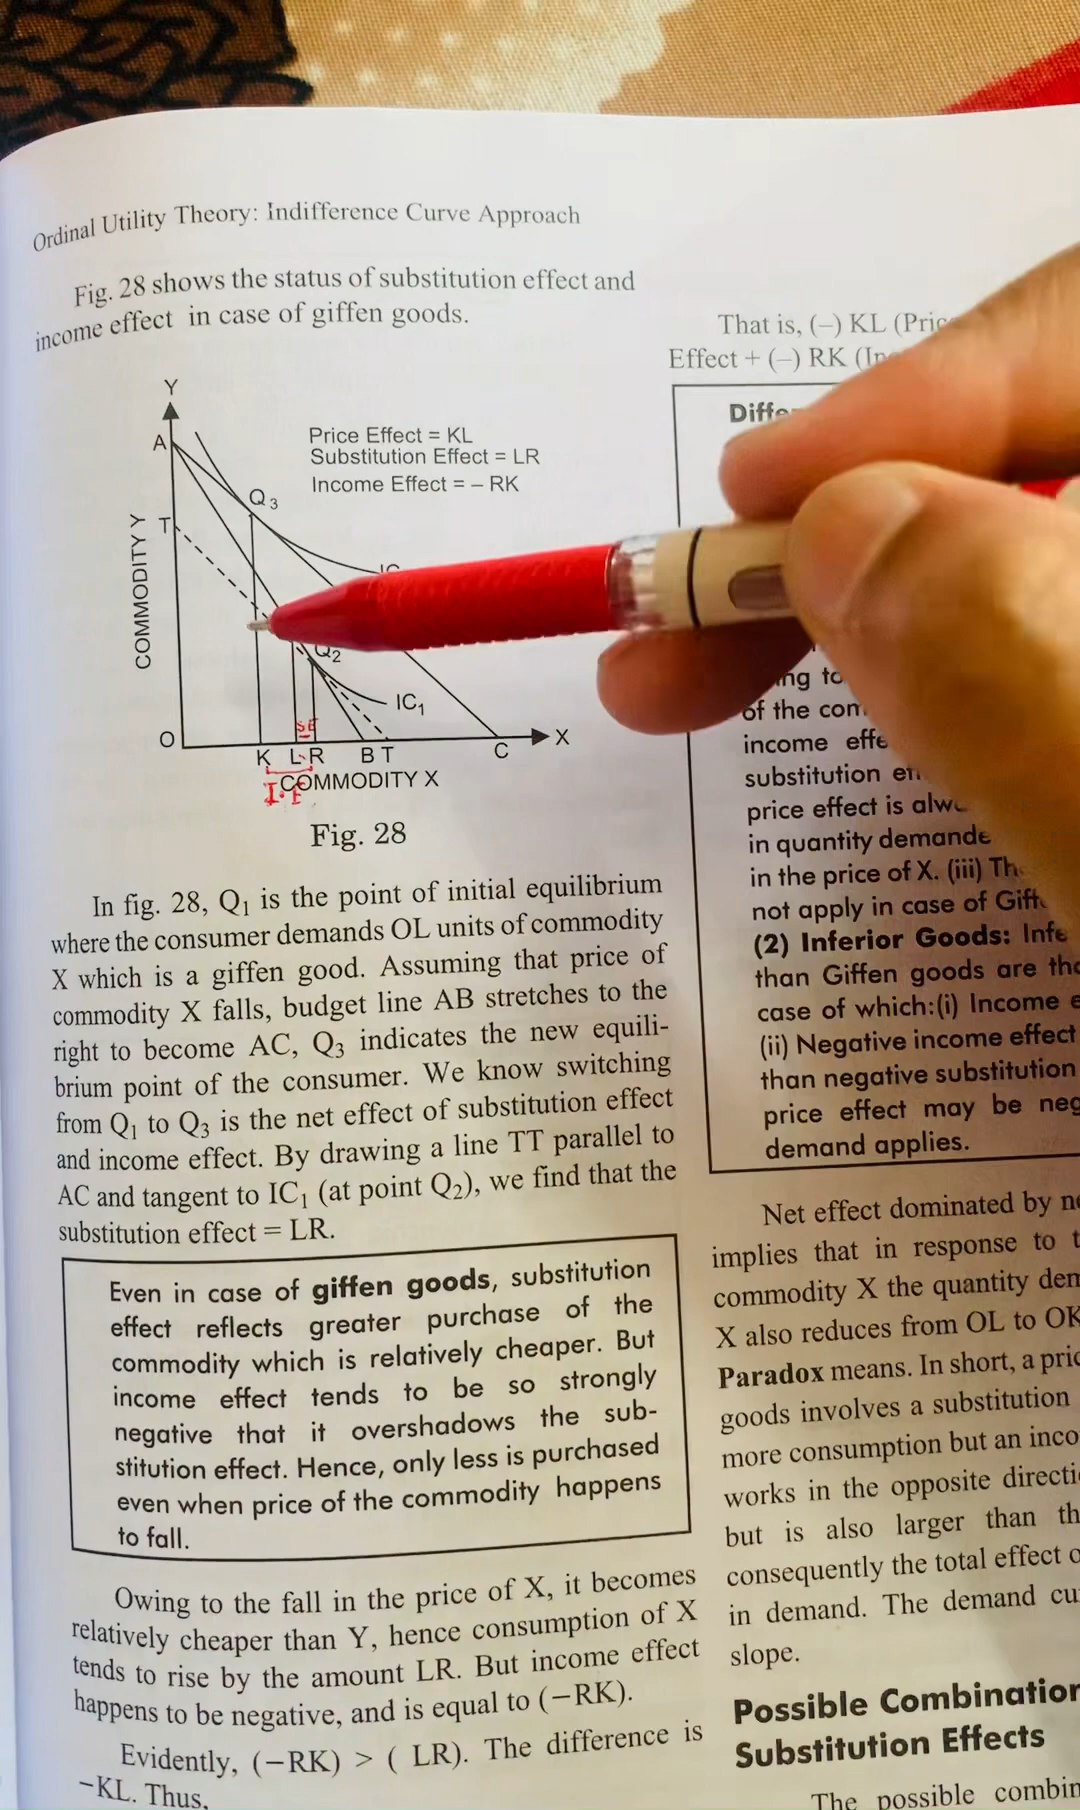 Ordinal Utility Theory: Indifference Curve Approach
Fig. 28 shows the status of substitution effect and
income effect in case of giffen goods.
Y
A
Price Effect = KL
Substitution Effect = LR
Income Effect = – RK
Q3
T
COMMODITY Y
Q2
IC1
SE
O
K L R B T C X
I.F
COMMODITY X
Fig. 28
In fig. 28, Q1 is the point of initial equilibrium
where the consumer demands OL units of commodity
X which is a giffen good. Assuming that price of
commodity X falls, budget line AB stretches to the
right to become AC, Q3 indicates the new equili-
brium point of the consumer. We know switching
from Q1 to Q3 is the net effect of substitution effect
and income effect. By drawing a line TT parallel to
AC and tangent to IC1 (at point Q2), we find that the
substitution effect = LR.
Even in case of giffen goods, substitution
effect reflects greater purchase of the
commodity which is relatively cheaper. But
income effect tends to be so strongly
negative that it overshadows the sub-
stitution effect. Hence, only less is purchased
even when price of the commodity happens
to fall.
Owing to the fall in the price of X, it becomes
relatively cheaper than Y, hence consumption of X
tends to rise by the amount LR. But income effect
happens to be negative, and is equal to (–RK).
Evidently, (–RK) > ( LR). The difference is
–KL. Thus,
That is, (–) KL
Effect + (–) RK
of the
income
substitution
price effect is
in quantity
in the price of X. (iii)
not apply in case of
(2) Inferior Goods:
than Giffen goods are
case of which:(i) Income
(ii) Negative income effect
than negative substitution
price effect may be
demand applies.
Net effect dominated by
implies that in response to
commodity X the quantity
X also reduces from OL to OK
Paradox means. In short, a
goods involves a substitution
more consumption but an
works in the opposite
but is also larger than
consequently the total effect
in demand. The demand
slope.
Possible
Substitution Effects
The possible